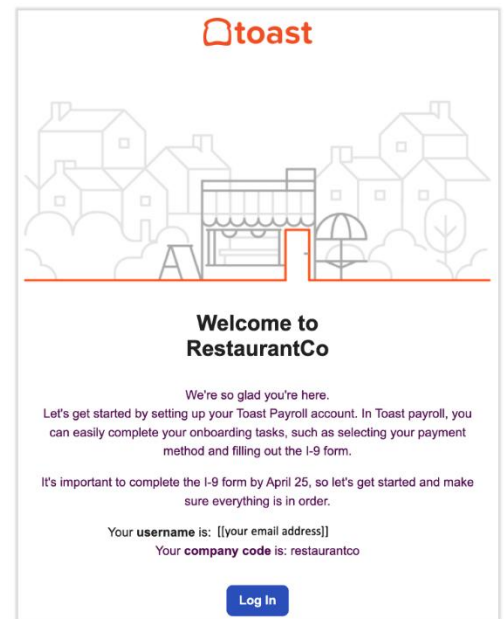 toast
Welcome to
RestaurantCo
We're so glad you're here.
Let's get started by setting up your Toast Payroll account. In Toast payroll, you
can easily complete your onboarding tasks, such as selecting your payment
method and filling out the I-9 form.
It's important to complete the I-9 form by April 25, so let's get started and make
sure everything is in order.
Your username is: [[your email address]]
Your company code is: restaurantco
Log In